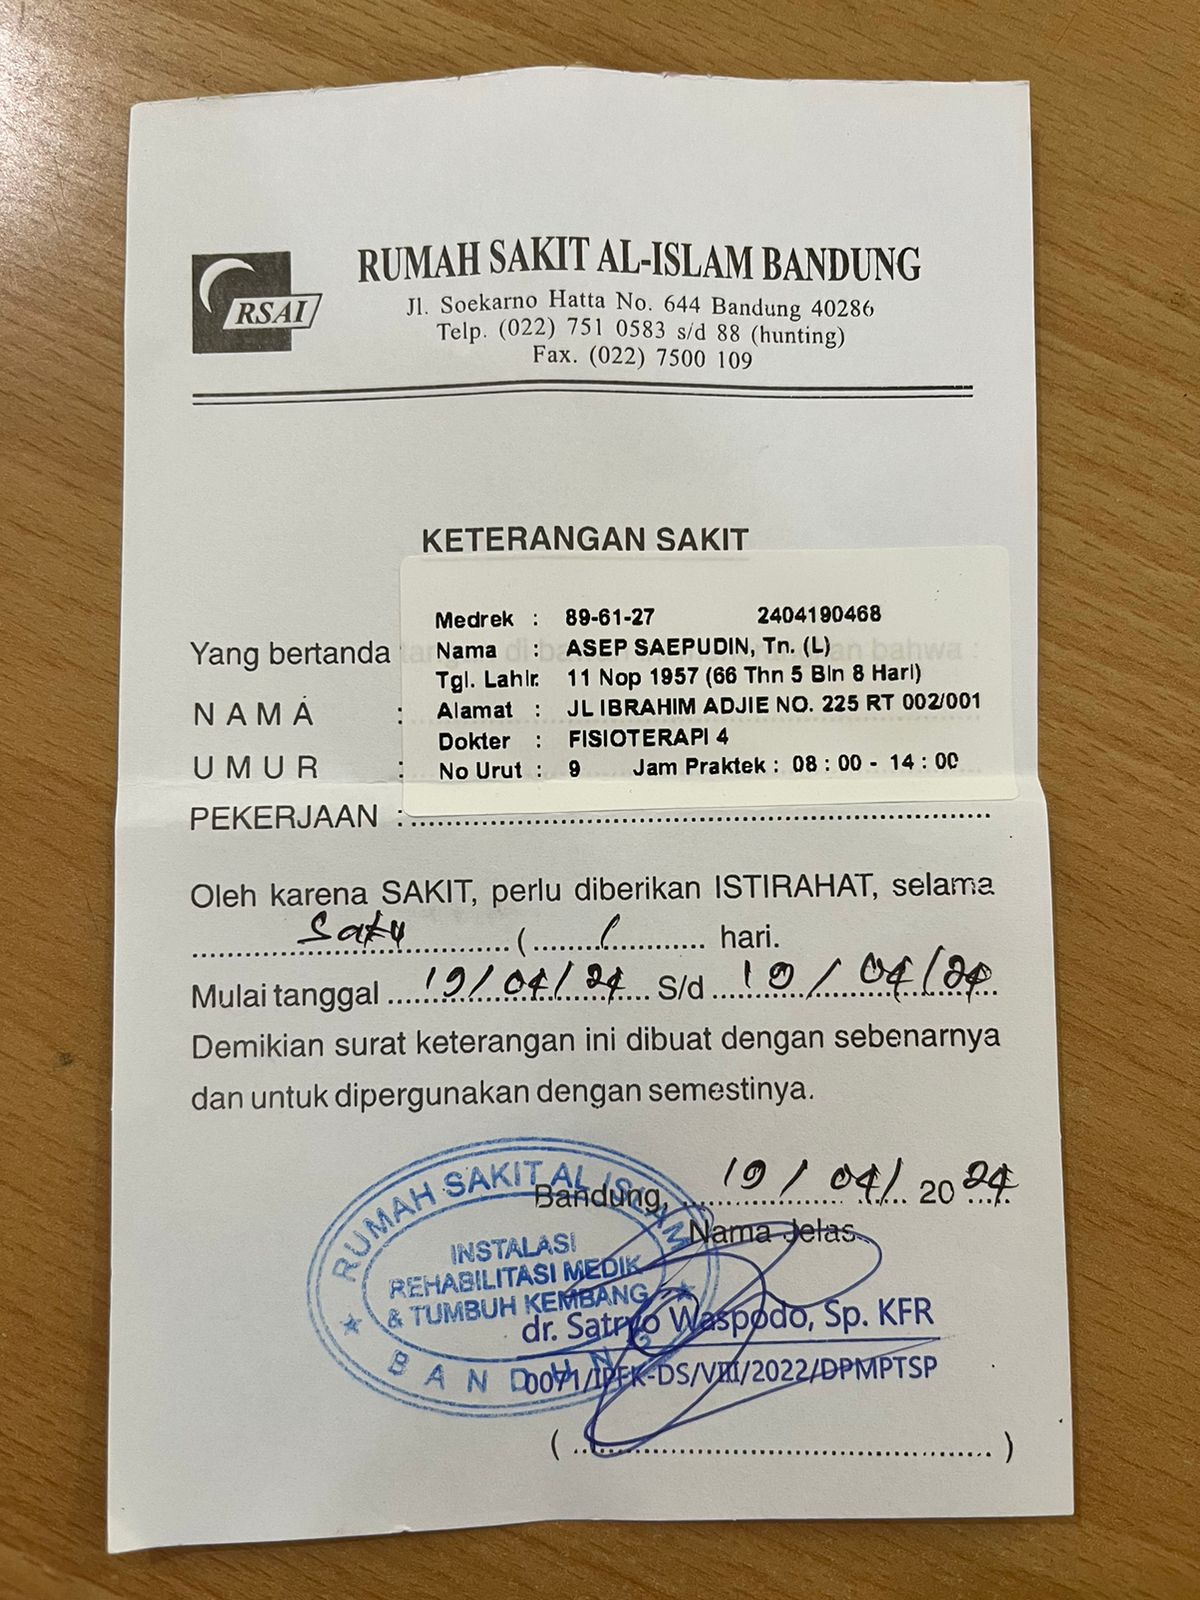 RSAI
RUMAH SAKIT AL-ISLAM BANDUNG
Jl. Soekarno Hatta No. 644 Bandung 40286
Telp. (022) 751 0583 s/d 88 (hunting)
Fax. (022) 7500 109
KETERANGAN SAKIT
Medrek : 89-61-27 2404190468
Yang bertanda tangan di bawah ini menerangkan bahwa :
Nama : ASEP SAEPUDIN, Tn. (L)
Tgl. Lahir: 11 Nop 1957 (66 Thn 5 Bln 8 Hari)
NAMA :
Alamat : JL IBRAHIM ADJIE NO. 225 RT 002/001
Dokter : FISIOTERAPI 4
UMUR :
No Urut : 9 Jam Praktek : 08 : 00 - 14 : 00
PEKERJAAN :
Oleh karena SAKIT, perlu diberikan ISTIRAHAT, selama
Satu ( 1 hari.
Mulai tanggal 19/04/24 S/d 19/04/24
Demikian surat keterangan ini dibuat dengan sebenarnya
dan untuk dipergunakan dengan semestinya.
Bandung, 19/04/ 2024
Nama Jelas
RUMAH SAKIT AL ISLAM
INSTALASI
REHABILITASI MEDIK
& TUMBUH KEMBANG
BANDUNG
dr. Satryo Waspodo, Sp. KFR
0071/IPFK-DS/VIII/2022/DPMPTSP
( )